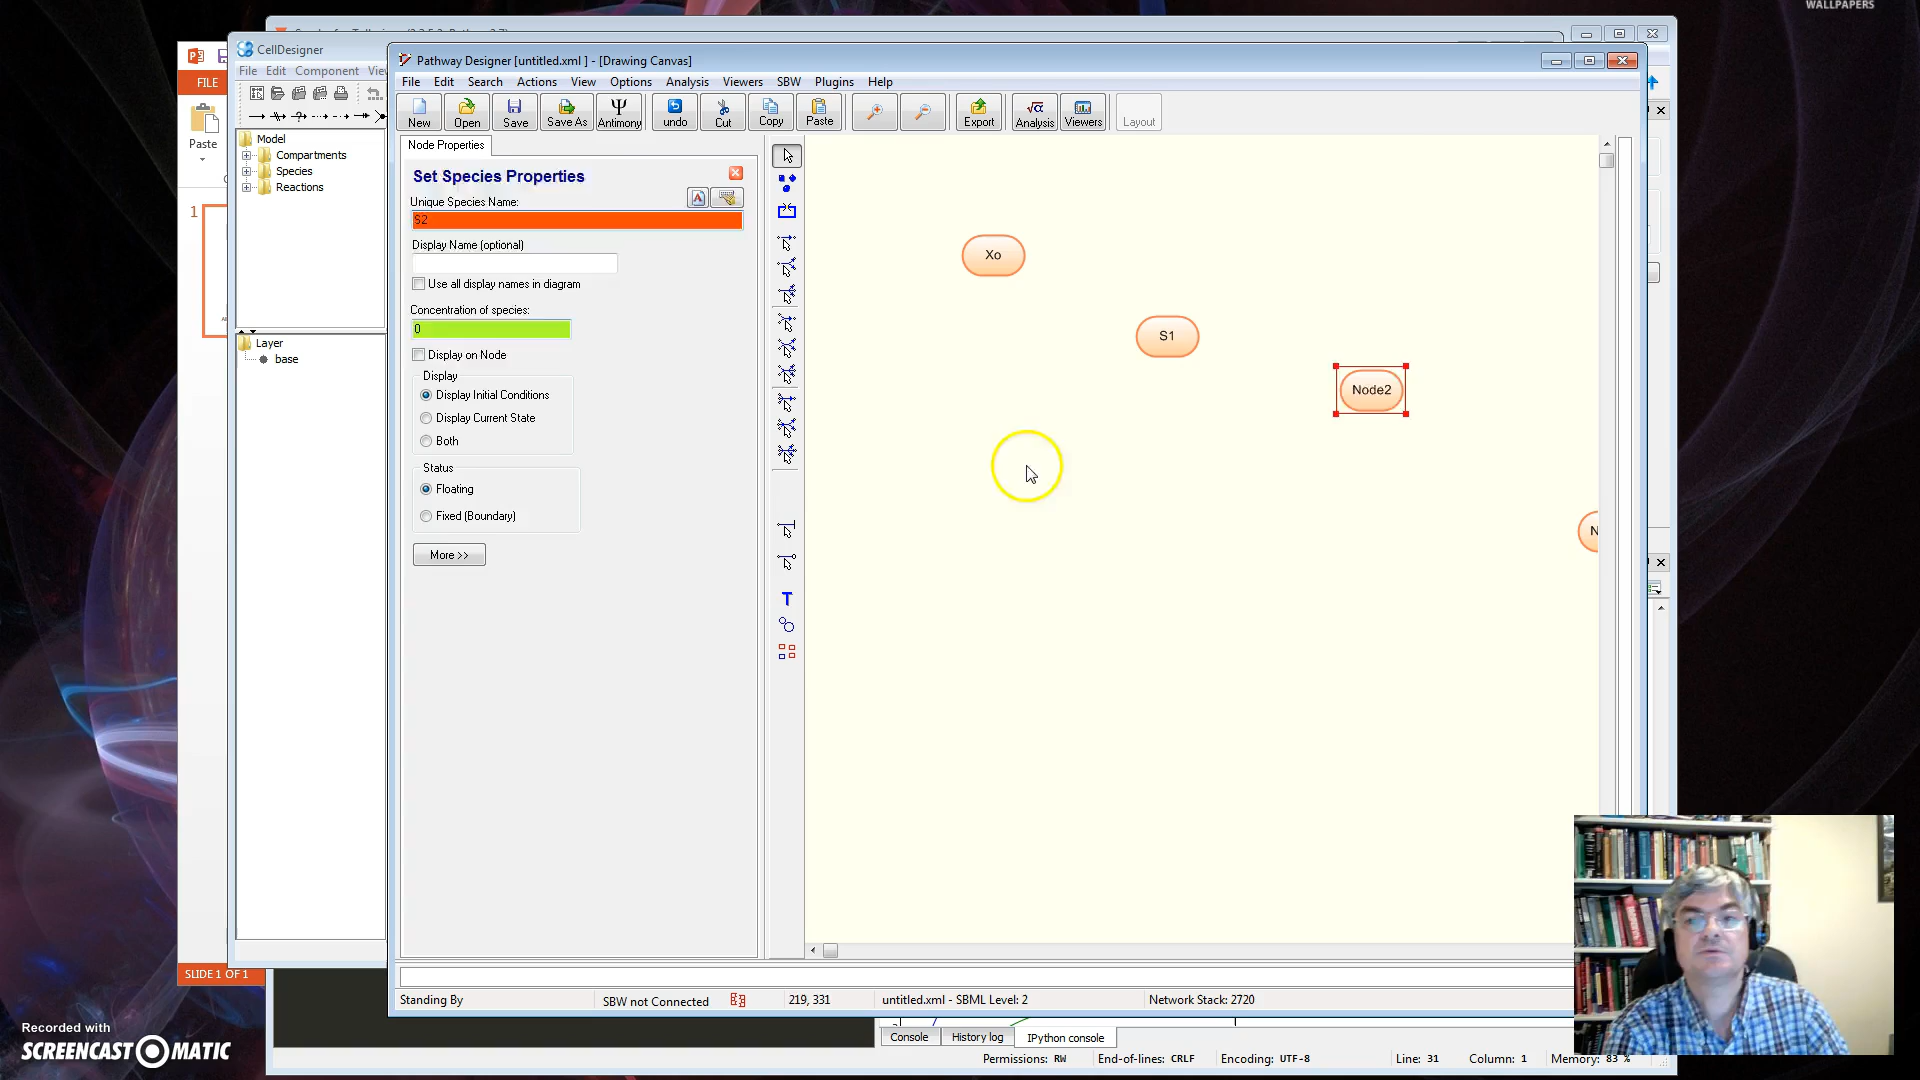 WALLPAPERS
CellDesigner
File Edit Component
Paste
FILE
1
SLIDE 1 OF 1
Model
Compartments
Species
Reactions
Layer
base
Pathway Designer [untitled.xml ] - [Drawing Canvas]
File Edit Search Actions View Options Analysis Viewers SBW Plugins Help
New Open Save Save As Antimony undo Cut Copy Paste Export Analysis Viewers Layout
Node Properties
Set Species Properties
Unique Species Name:
S2
Display Name (optional)
Use all display names in diagram
Concentration of species:
0
Display on Node
Display
Display Initial Conditions
Display Current State
Both
Status
Floating
Fixed (Boundary)
More >>
T
Xo
S1
Node2
N
Standing By SBW not Connected 219, 331 untitled.xml - SBML Level: 2 Network Stack: 2720
Console History log IPython console
Permissions: RW End-of-lines: CRLF Encoding: UTF-8 Line: 31 Column: 1 Memory: 83 %
Recorded with
SCREENCAST MATIC